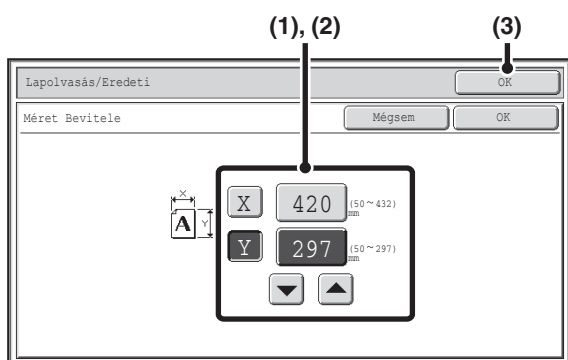 (1), (2) (3)
Lapolvasás/Eredeti OK
Méret Bevitele Mégsem OK
X
A Y
X 420 (50~432)
mm
Y 297 (50~297)
mm